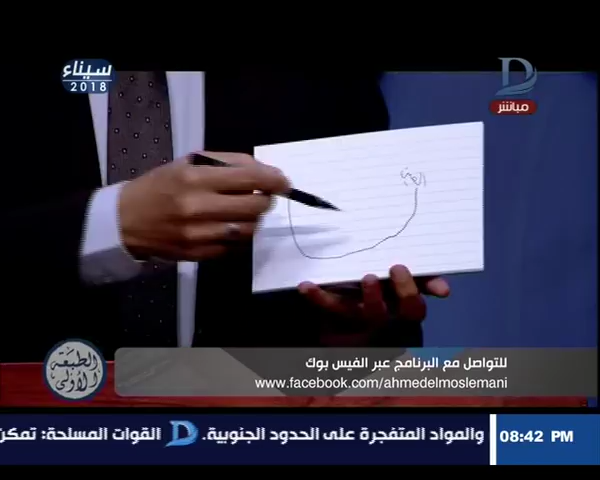 سيناء
2018
مباشر
الطبقة
الأولى
للتواصل مع البرنامج عبر الفيس بوك
www.facebook.com/ahmedelmoslemani
والمواد المتفجرة على الحدود الجنوبية. القوات المسلحة: تمكن
08:42 PM